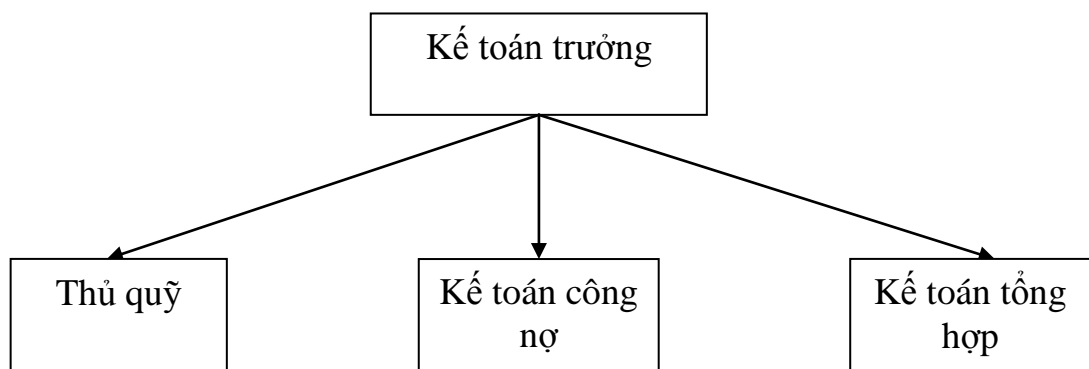 Kế toán trưởng
Thủ quỹ
Kế toán công
nợ
Kế toán tổng
hợp